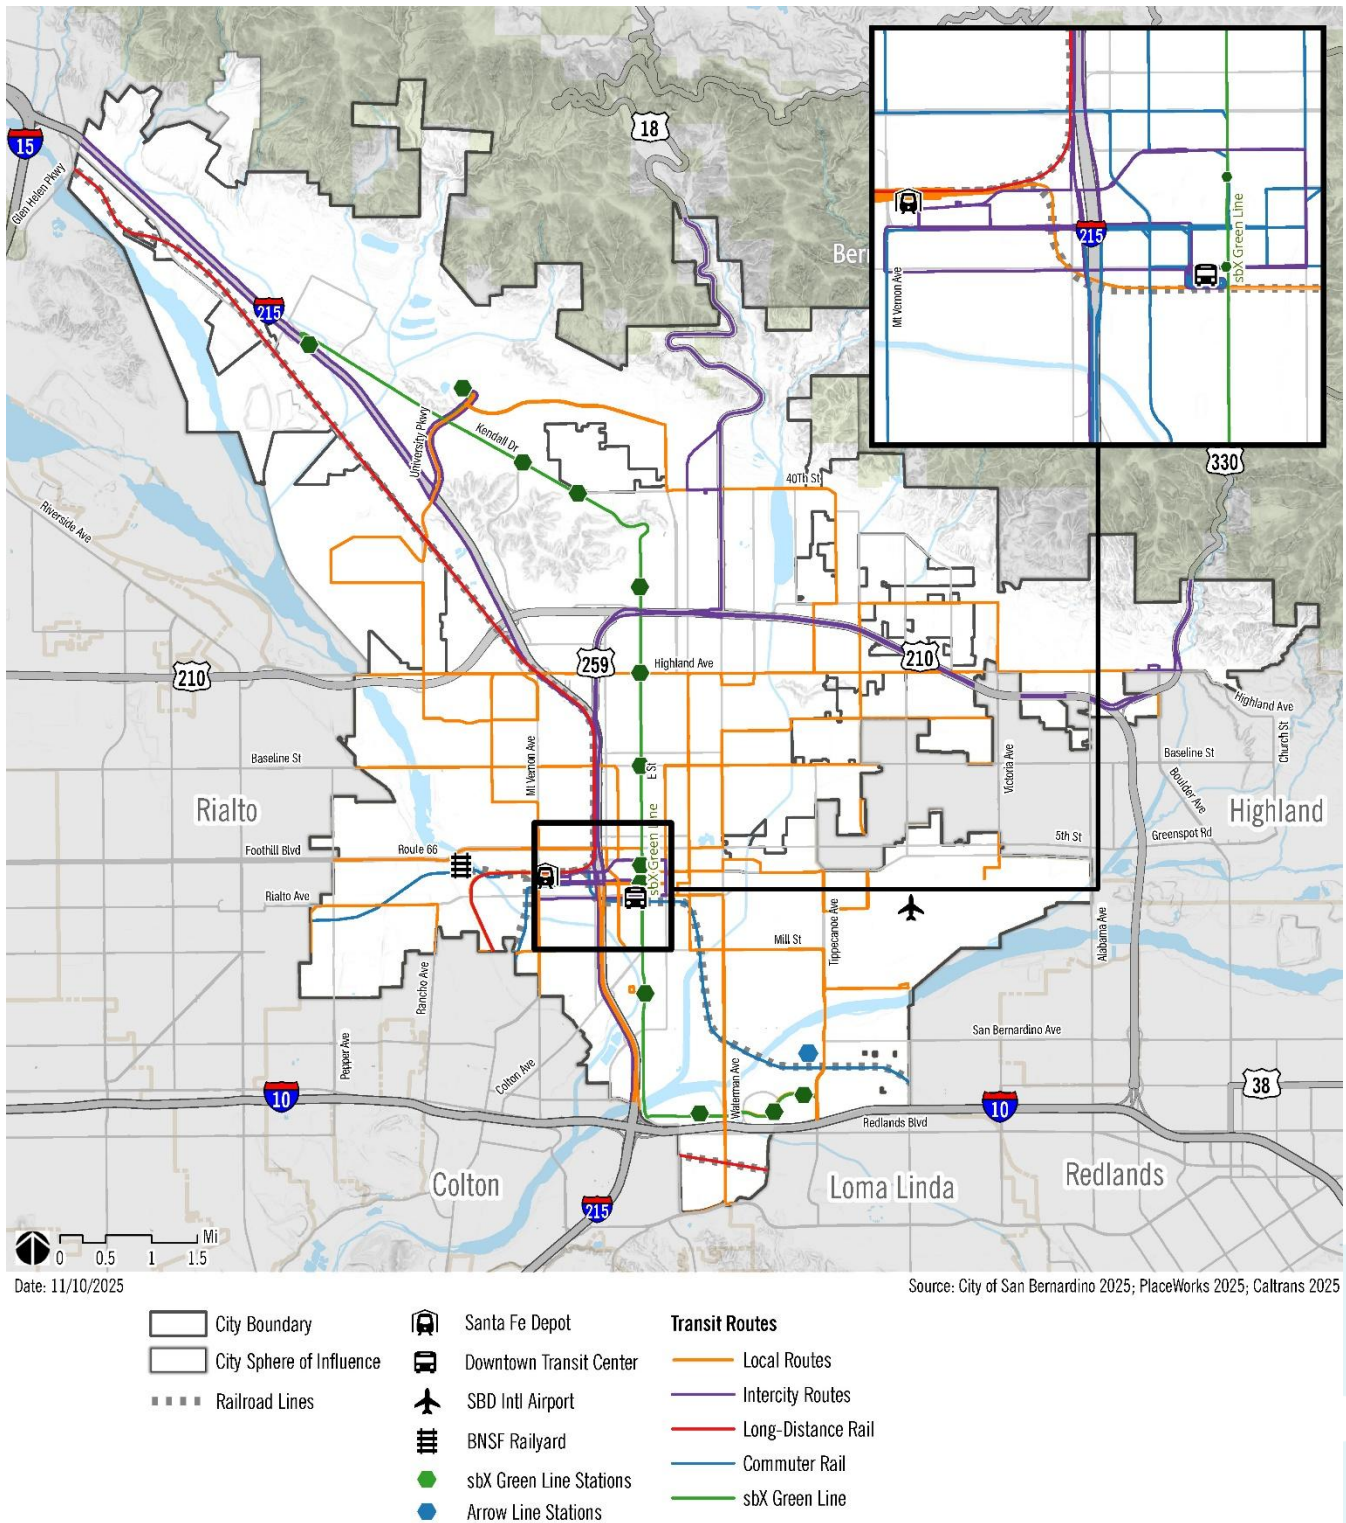 18
15
Glen Helen Pkwy
215
Ber
Mt Vernon Ave
215
sbX Green Line
University Pkwy
Kendall Dr
40Th St
330
Riverside Ave
259
Highland Ave
210
210
Highland Ave
Church St
Mt Vernon Ave
E St
Victoria Ave
Baseline St
Baseline St
Boulder Ave
Rialto
Highland
sbX Green Line
5th St
Greenspot Rd
Foothill Blvd
Route 66
Rialto Ave
Mill St
Tippecanoe Ave
Alabama Ave
Rancho Ave
Pepper Ave
San Bernardino Ave
Colton Ave
Waterman Ave
10
38
10
Redlands Blvd
Colton
Loma Linda
Redlands
215
Mi
0 0.5 1 1.5
Date: 11/10/2025
Source: City of San Bernardino 2025; PlaceWorks 2025; Caltrans 2025
City Boundary
City Sphere of Influence
Railroad Lines
Santa Fe Depot
Downtown Transit Center
SBD Intl Airport
BNSF Railyard
sbX Green Line Stations
Arrow Line Stations
Transit Routes
Local Routes
Intercity Routes
Long-Distance Rail
Commuter Rail
sbX Green Line